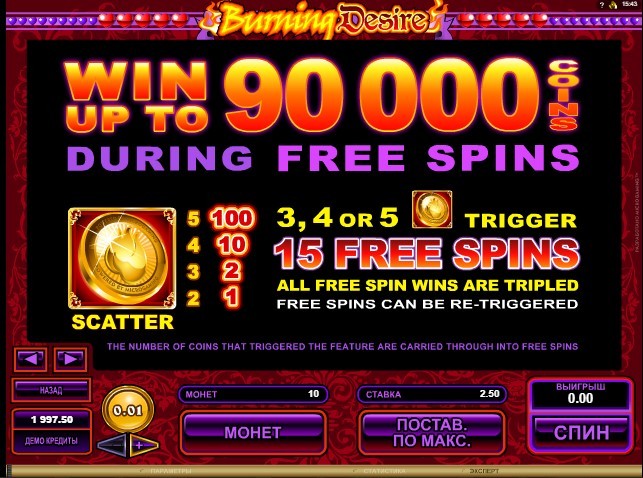 ? 15:43
Burning Desire
WIN
UP TO
90 000
COINS
DURING FREE SPINS
5 100
4 10
3 2
2 1
SCATTER
3, 4 OR 5 TRIGGER
15 FREE SPINS
ALL FREE SPIN WINS ARE TRIPLED
FREE SPINS CAN BE RE-TRIGGERED
THE NUMBER OF COINS THAT TRIGGERED THE FEATURE ARE CARRIED THROUGH INTO FREE SPINS
НАЗАД
1 997.50
ДЕМО КРЕДИТЫ
0.01
+
МОНЕТ 10
МОНЕТ
СТАВКА 2.50
ПОСТАВ.
ПО МАКС.
ВЫИГРЫШ
0.00
СПИН
ПАРАМЕТРЫ СТАТИСТИКА ЭКСПЕРТ